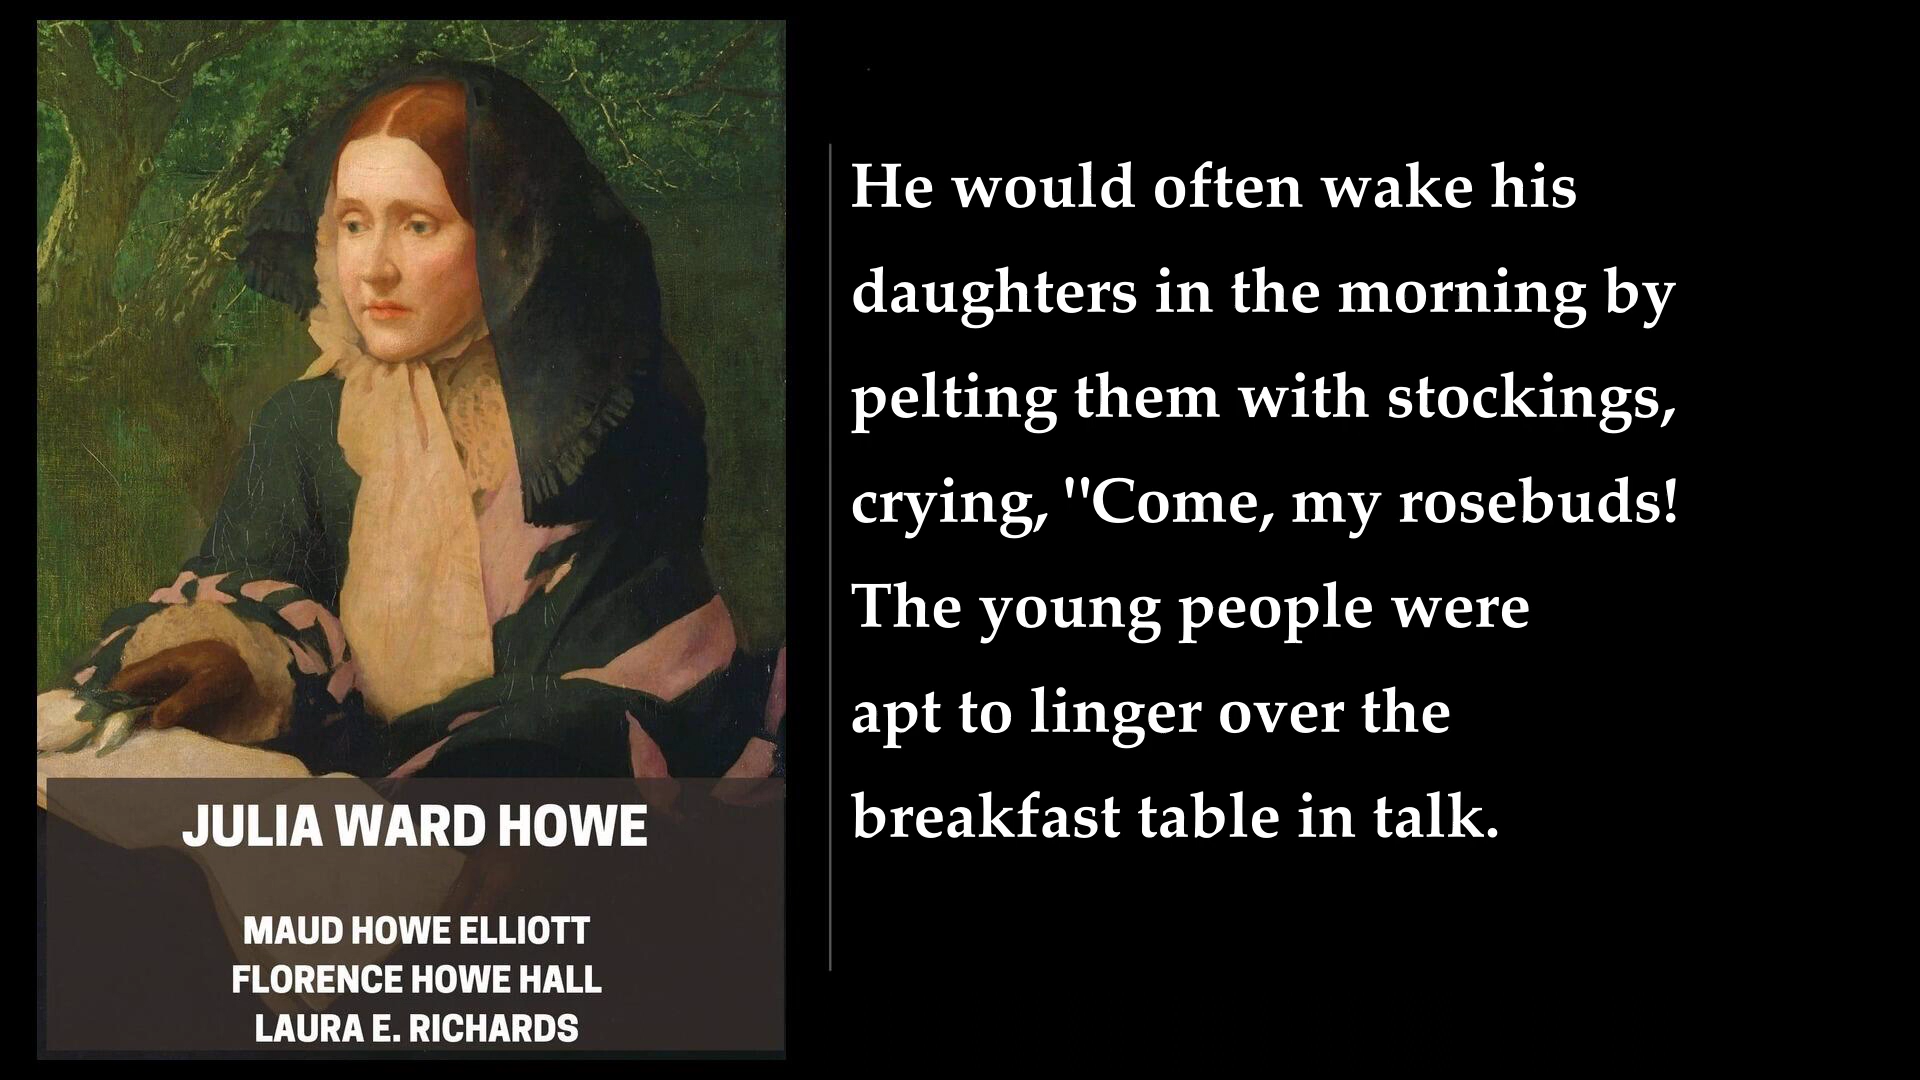 JULIA WARD HOWE
MAUD HOWE ELLIOTT
FLORENCE HOWE HALL
LAURA E. RICHARDS
He would often wake his
daughters in the morning by
pelting them with stockings,
crying, "Come, my rosebuds!
The young people were
apt to linger over the
breakfast table in talk.